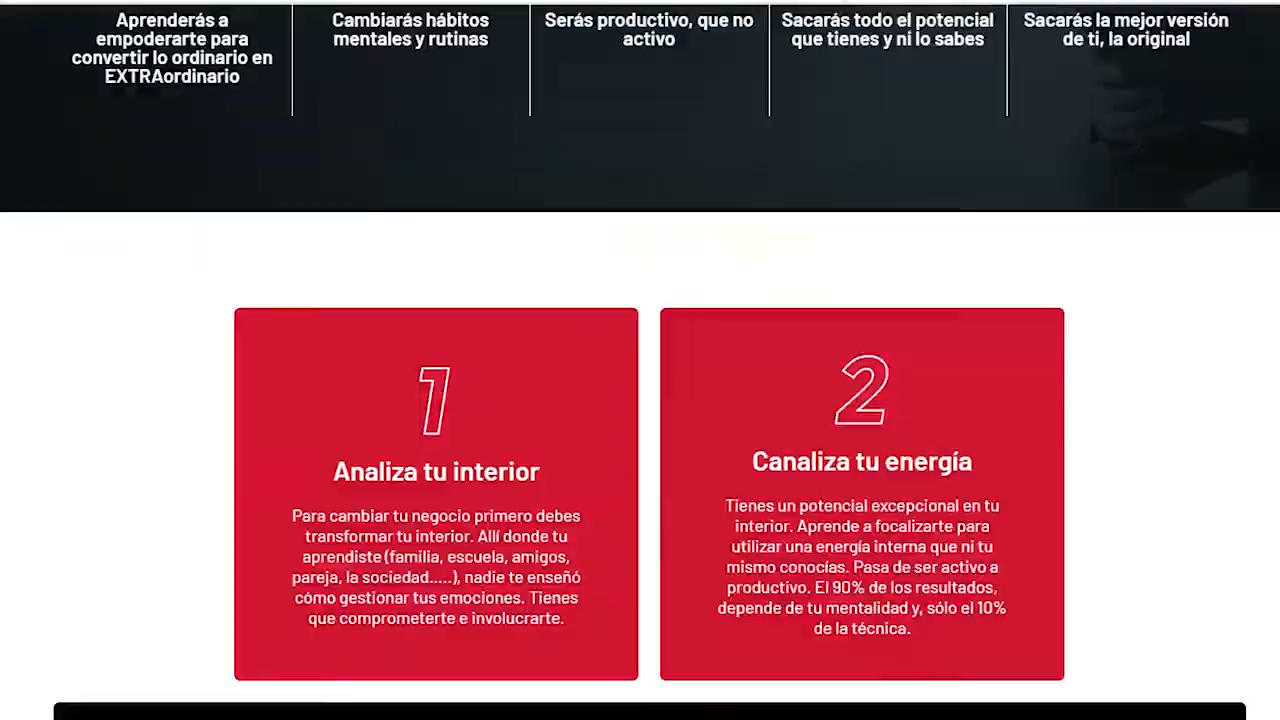 Aprenderás a
empoderarte para
convertir lo ordinario en
EXTRAordinario
Cambiarás hábitos
mentales y rutinas
Serás productivo, que no
activo
Sacarás todo el potencial
que tienes y ni lo sabes
Sacarás la mejor versión
de ti, la original
1
Analiza tu interior
Para cambiar tu negocio primero debes
transformar tu interior. Allí donde tu
aprendiste (familia, escuela, amigos,
pareja, la sociedad.....), nadie te enseñó
cómo gestionar tus emociones. Tienes
que comprometerte e involucrarte.
2
Canaliza tu energía
Tienes un potencial excepcional en tu
interior. Aprende a focalizarte para
utilizar una energía interna que ni tu
mismo conocías. Pasa de ser activo a
productivo. El 90% de los resultados,
depende de tu mentalidad y, sólo el 10%
de la técnica.